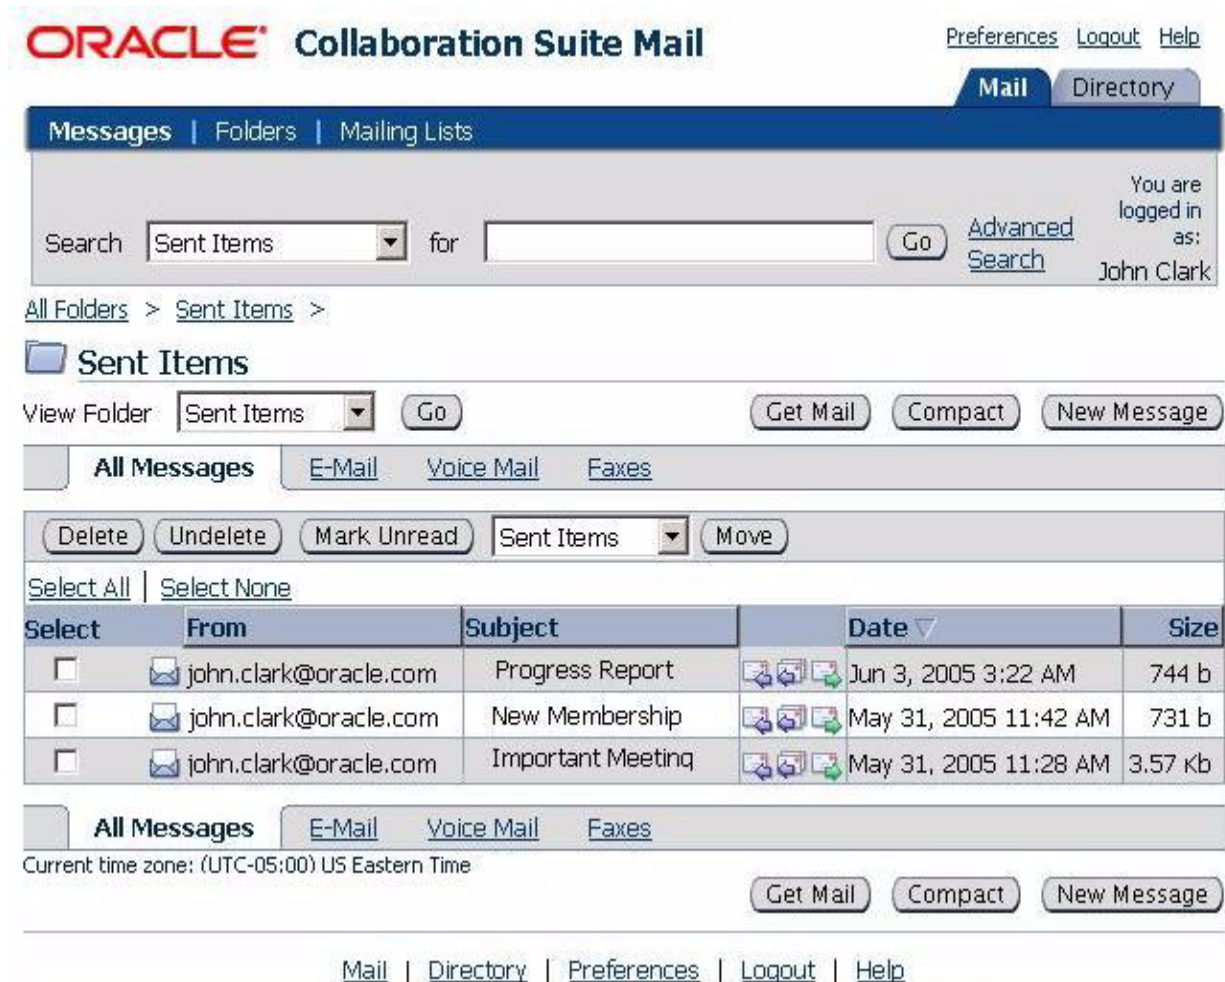 ORACLE Collaboration Suite Mail
Preferences Logout Help
Mail Directory
Messages | Folders | Mailing Lists
You are
logged in
as:
John Clark
Search Sent Items for Go Advanced
Search
All Folders > Sent Items >
Sent Items
View Folder Sent Items Go Get Mail Compact New Message
All Messages E-Mail Voice Mail Faxes
Delete Undelete Mark Unread Sent Items Move
Select All | Select None
Select From Subject Date Size
john.clark@oracle.com Progress Report Jun 3, 2005 3:22 AM 744 b
john.clark@oracle.com New Membership May 31, 2005 11:42 AM 731 b
john.clark@oracle.com Important Meeting May 31, 2005 11:28 AM 3.57 Kb
All Messages E-Mail Voice Mail Faxes
Current time zone: (UTC-05:00) US Eastern Time
Get Mail Compact New Message
Mail | Directory | Preferences | Logout | Help